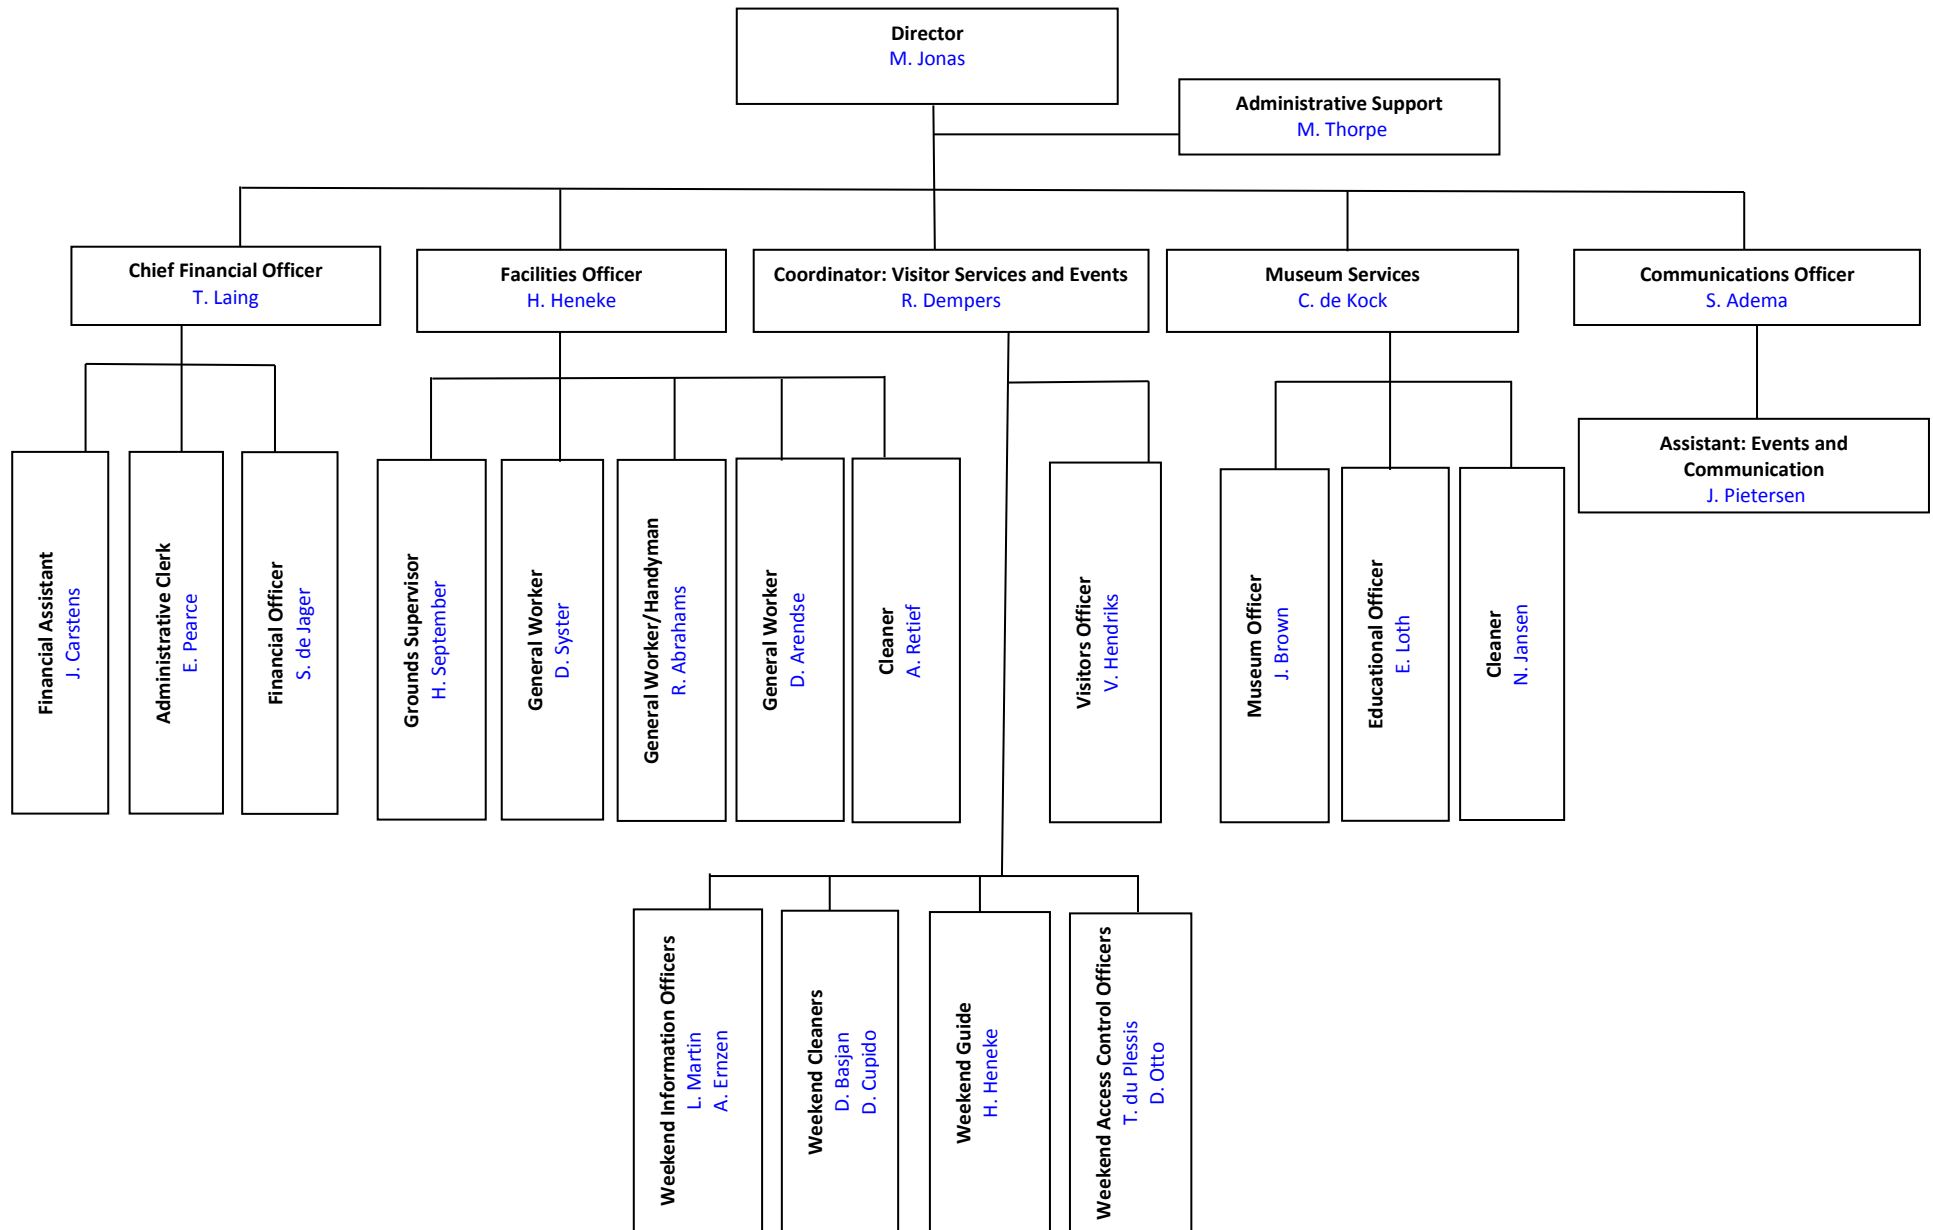 Director
M. Jonas
Administrative Support
M. Thorpe
Chief Financial Officer
T. Laing
Facilities Officer
H. Heneke
Coordinator: Visitor Services and Events
R. Dempers
Museum Services
C. de Kock
Communications Officer
S. Adema
Assistant: Events and
Communication
J. Pietersen
Financial Assistant
J. Carstens
Administrative Clerk
E. Pearce
Financial Officer
S. de Jager
Grounds Supervisor
H. September
General Worker
D. Syster
General Worker/Handyman
R. Abrahams
General Worker
D. Arendse
Cleaner
A. Retief
Visitors Officer
V. Hendriks
Museum Officer
J. Brown
Educational Officer
E. Loth
Cleaner
N. Jansen
Weekend Information Officers
L. Martin
A. Ernzen
Weekend Cleaners
D. Basjan
D. Cupido
Weekend Guide
H. Heneke
Weekend Access Control Officers
T. du Plessis
D. Otto